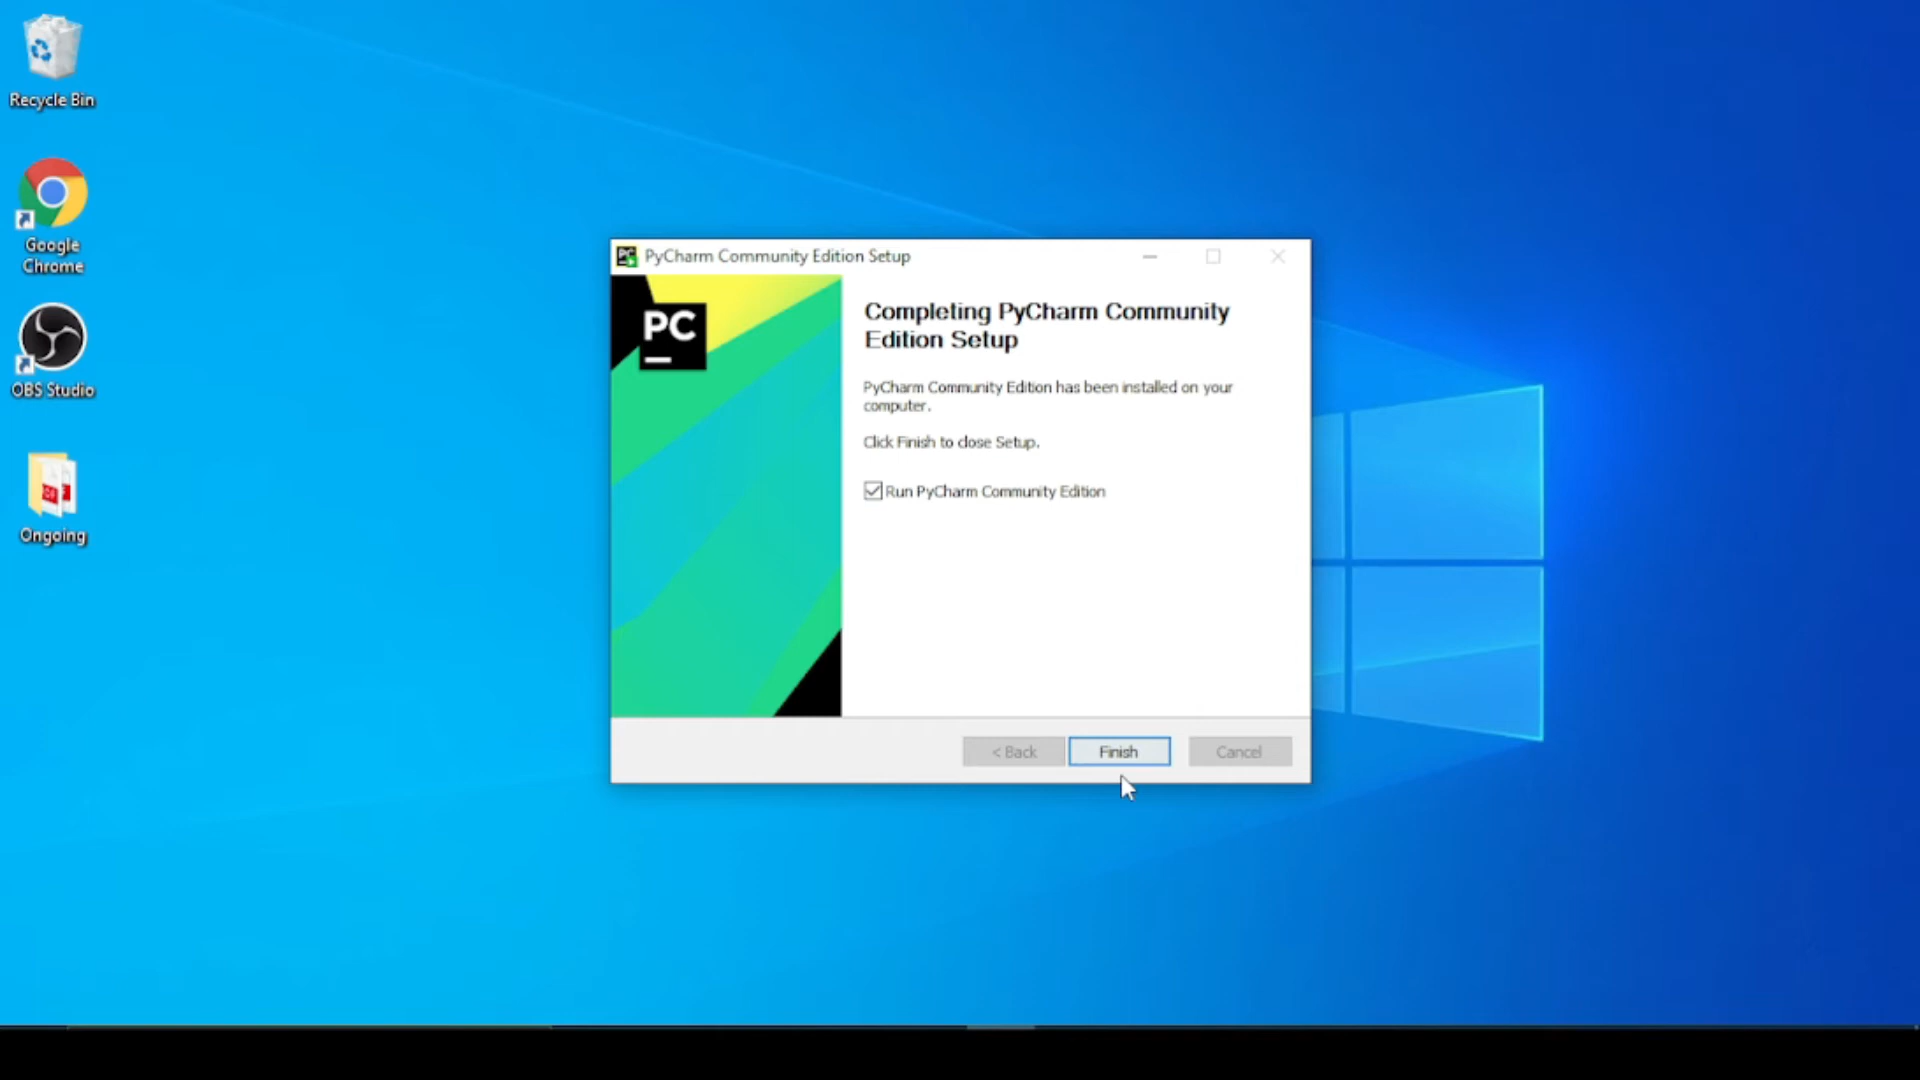 Recycle Bin
Google
Chrome
OBS Studio
Ongoing
PyCharm Community Edition Setup
PC
Completing PyCharm Community
Edition Setup
PyCharm Community Edition has been installed on your
computer.
Click Finish to close Setup.
Run PyCharm Community Edition
< Back
Finish
Cancel